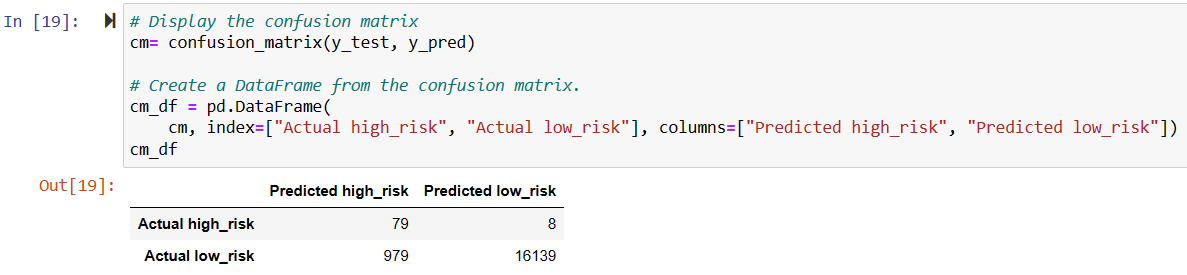 In [19]:
# Display the confusion matrix
cm= confusion_matrix(y_test, y_pred)
# Create a DataFrame from the confusion matrix.
cm_df = pd.DataFrame(
cm, index=["Actual high_risk", "Actual low_risk"], columns=["Predicted high_risk", "Predicted low_risk"])
cm_df
Out[19]:
Predicted high_risk Predicted low_risk
Actual high_risk 79 8
Actual low_risk 979 16139